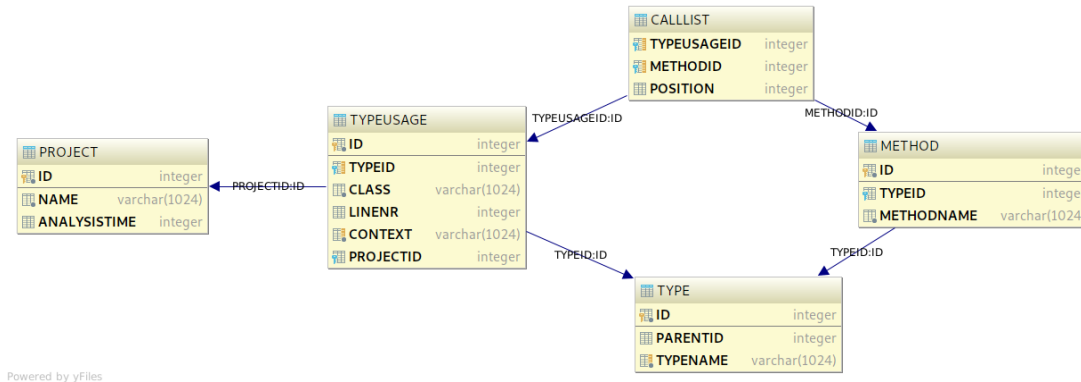 CALLLIST
TYPEUSAGEID integer
METHODID integer
POSITION integer
TYPEUSAGEID:ID
METHODID:ID
TYPEUSAGE
ID integer
TYPEID integer
CLASS varchar(1024)
LINENR integer
CONTEXT varchar(1024)
PROJECTID integer
PROJECT
ID integer
NAME varchar(1024)
ANALYSISTIME integer
PROJECTID:ID
METHOD
ID integer
TYPEID integer
METHODNAME varchar(1024)
TYPEID:ID
TYPEID:ID
TYPE
ID integer
PARENTID integer
TYPENAME varchar(1024)
Powered by yFiles